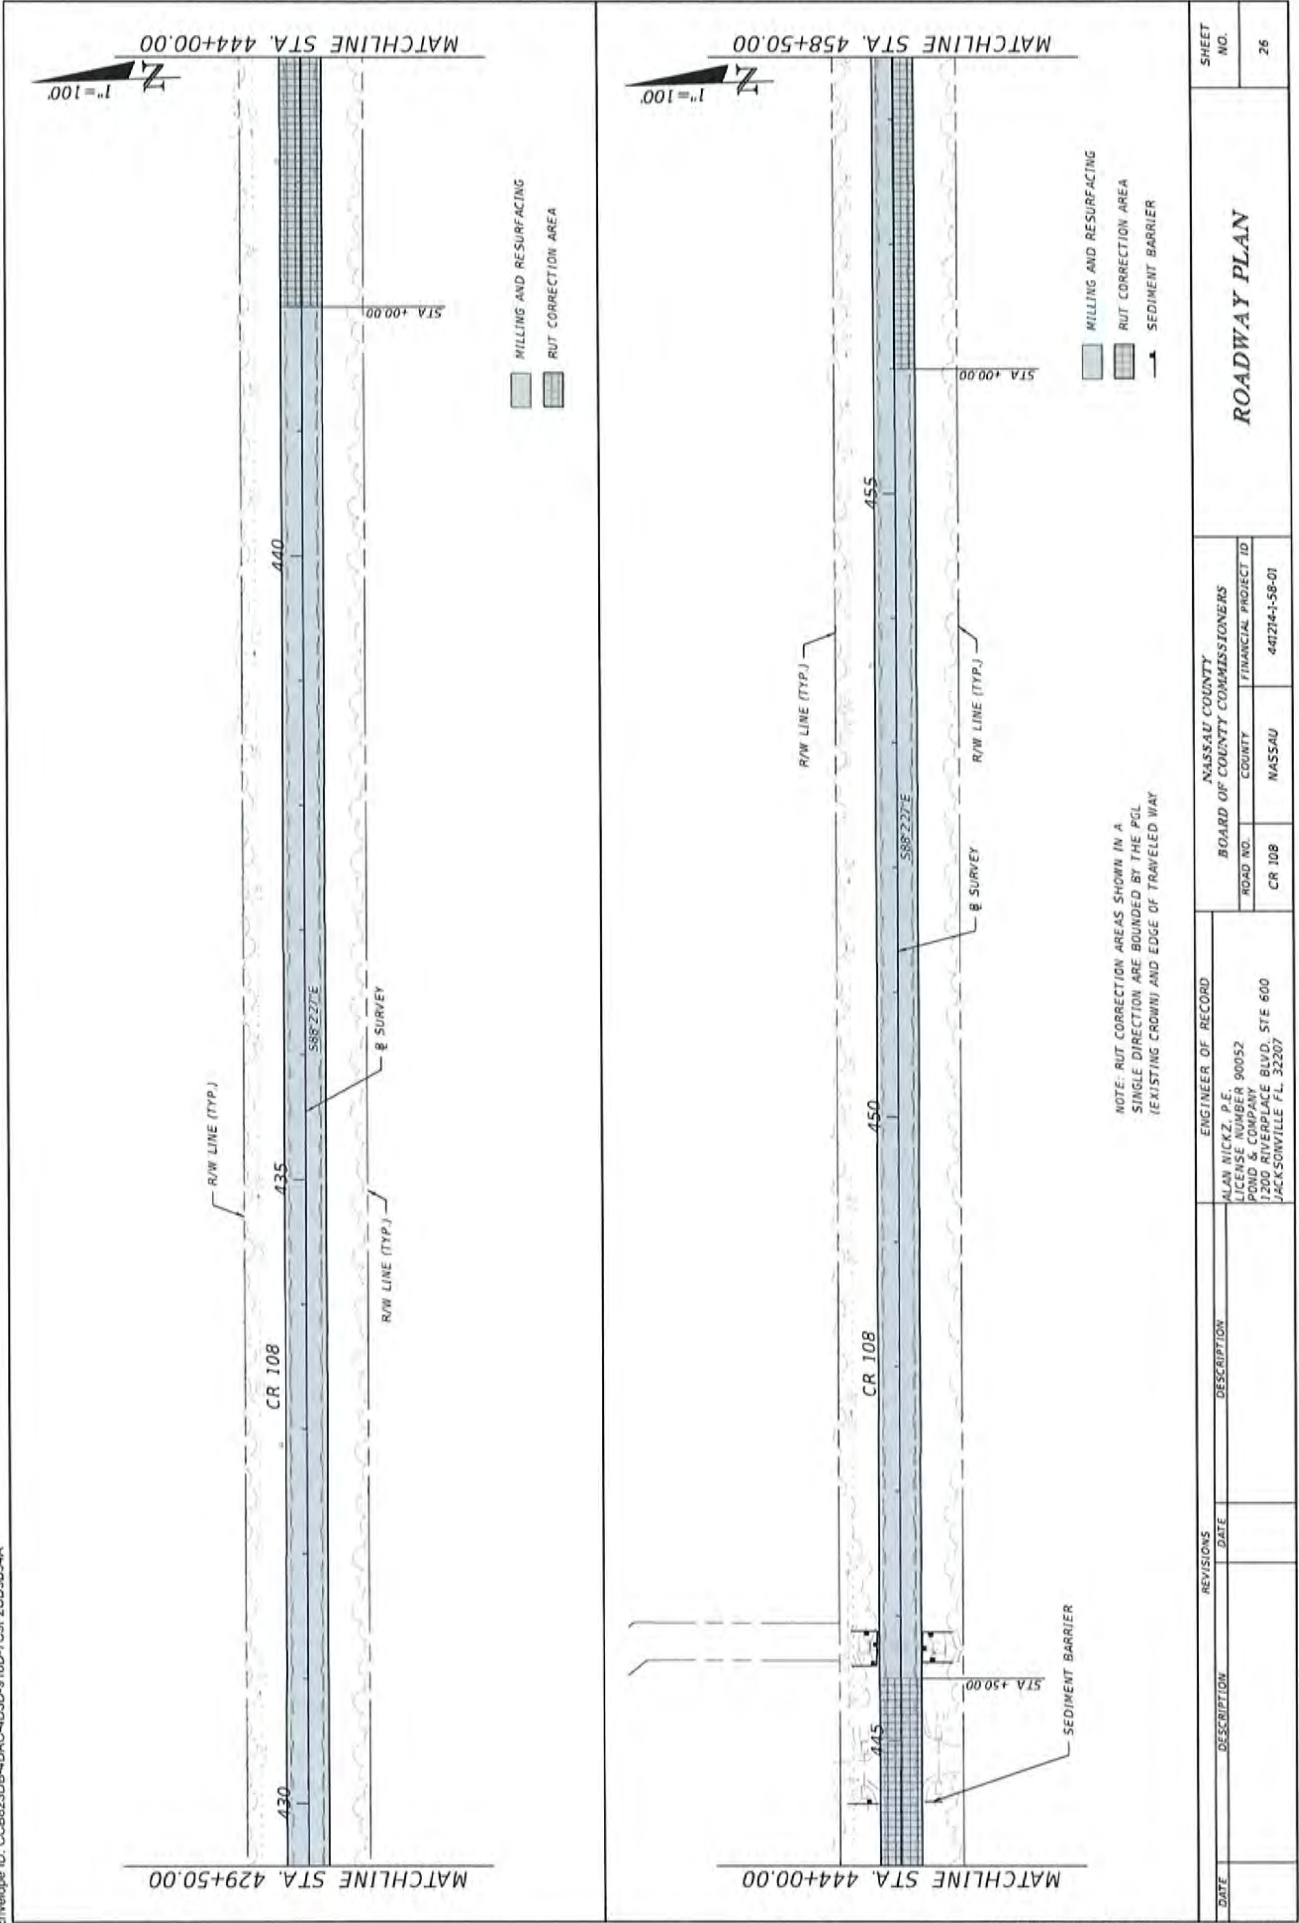 MATCHLINE STA. 429+50.00
430
CR 108
435
R/W LINE (TYP.)
R/W LINE (TYP.)
S88°2'27"E
℄ SURVEY
440
STA +00.00
MATCHLINE STA. 444+00.00
1"=100'
N
MILLING AND RESURFACING
RUT CORRECTION AREA
MATCHLINE STA. 444+00.00
445
STA +50.00
SEDIMENT BARRIER
CR 108
450
℄ SURVEY
S88°2'27"E
R/W LINE (TYP.)
R/W LINE (TYP.)
455
STA +00.00
MATCHLINE STA. 458+50.00
1"=100'
N
MILLING AND RESURFACING
RUT CORRECTION AREA
SEDIMENT BARRIER
NOTE: RUT CORRECTION AREAS SHOWN IN A
SINGLE DIRECTION ARE BOUNDED BY THE PGL
(EXISTING CROWN) AND EDGE OF TRAVELED WAY
REVISIONS
DATE DESCRIPTION DATE DESCRIPTION
ENGINEER OF RECORD
ALAN NICKZ, P.E.
LICENSE NUMBER 90052
POND & COMPANY
1200 RIVERPLACE BLVD. STE 600
JACKSONVILLE FL, 32207
NASSAU COUNTY
BOARD OF COUNTY COMMISSIONERS
ROAD NO. COUNTY FINANCIAL PROJECT ID
CR 108 NASSAU 441214-1-58-01
ROADWAY PLAN
SHEET
NO.
26